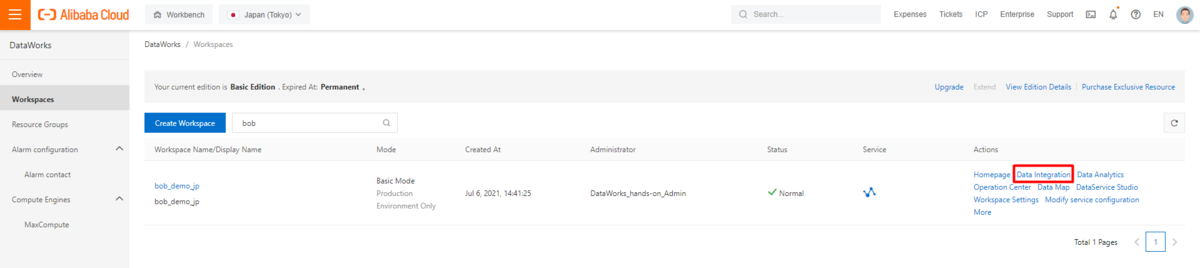 Alibaba Cloud
Workbench
Japan (Tokyo)
Search...
Expenses Tickets ICP Enterprise Support EN
DataWorks
DataWorks / Workspaces
Overview
Workspaces
Resource Groups
Alarm configuration
Alarm contact
Compute Engines
MaxCompute
Your current edition is Basic Edition . Expired At: Permanent 。
Upgrade Extend View Edition Details Purchase Exclusive Resource
Create Workspace
bob
Workspace Name/Display Name Mode Created At Administrator Status Service Actions
bob_demo_jp
bob_demo_jp
Basic Mode
Production
Environment Only
Jul 6, 2021, 14:41:25
DataWorks_hands-on_Admin
Normal
Homepage Data Integration Data Analytics
Operation Center Data Map DataService Studio
Workspace Settings Modify service configuration
More
Total 1 Pages 1